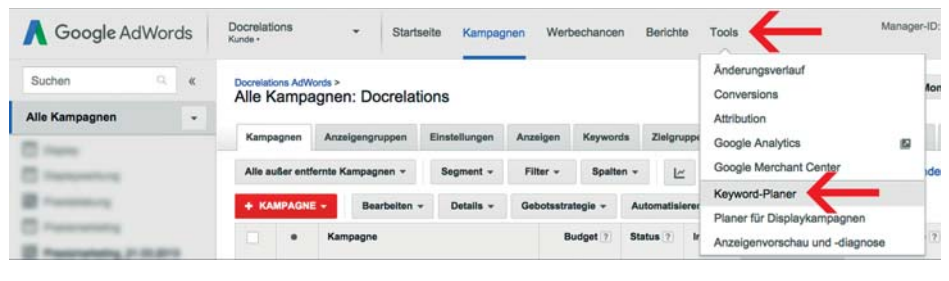 Google AdWords
Docrelations
Kunde
Startseite
Kampagnen
Werbechancen
Berichte
Tools
Manager-ID:
Suchen
«
Alle Kampagnen
Docrelations AdWords >
Alle Kampagnen: Docrelations
Kampagnen
Anzeigengruppen
Einstellungen
Anzeigen
Keywords
Zielgruppe
Alle außer entfernte Kampagnen
Segment
Filter
Spalten
+ KAMPAGNE
Bearbeiten
Details
Gebotsstrategie
Automatisieren
Kampagne
Budget ?
Status ?
Änderungsverlauf
Conversions
Attribution
Google Analytics
Google Merchant Center
Keyword-Planer
Planer für Displaykampagnen
Anzeigenvorschau und -diagnose